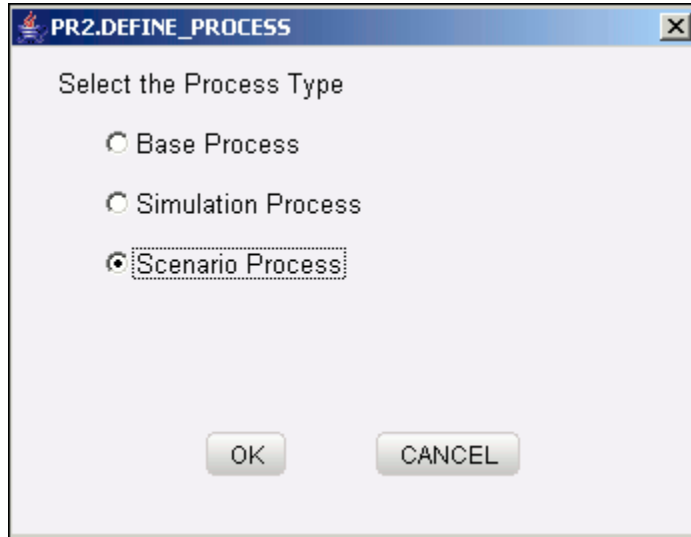 PR2.DEFINE_PROCESS
Select the Process Type
Base Process
Simulation Process
Scenario Process
OK CANCEL